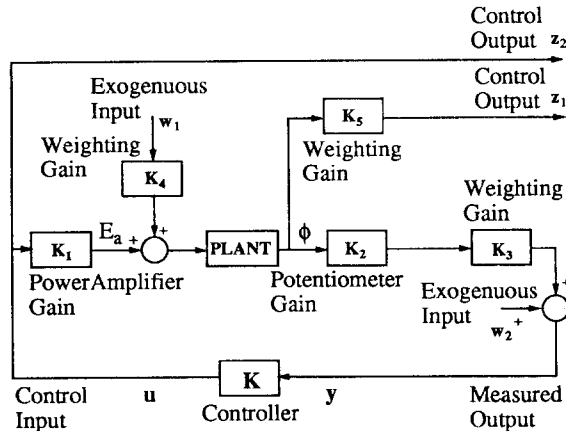 Control
Output z2
Control
Output z1
Exogenuous
Input
w1
Weighting
Gain
K4
K5
Weighting
Gain
Weighting
Gain
Ea
+
+
φ
K1
PLANT
K2
K3
PowerAmplifier
Gain
Potentiometer
Gain
Exogenuous
Input
w2
+
+
K
Control
Input
u
Controller
y
Measured
Output